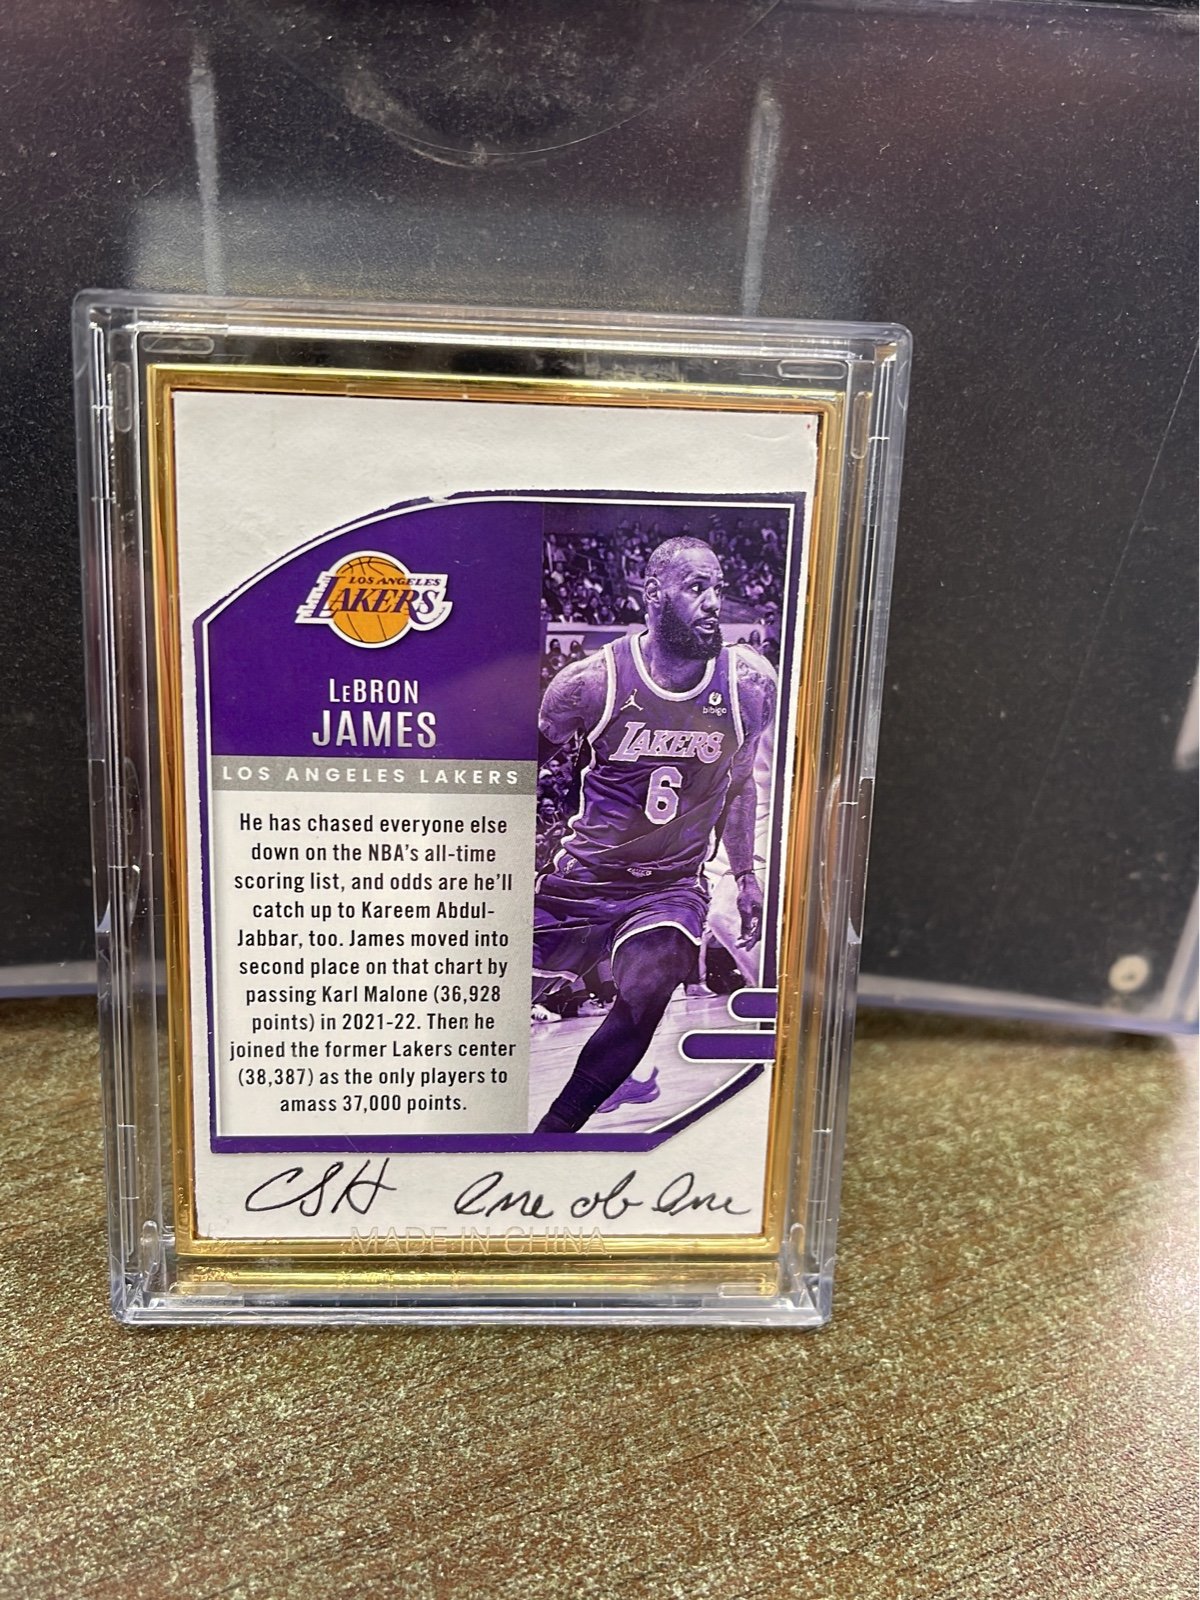 LOS ANGELES
LAKERS
LeBRON
JAMES
LOS ANGELES LAKERS
He has chased everyone else
down on the NBA's all-time
scoring list, and odds are he'll
catch up to Kareem Abdul-
Jabbar, too. James moved into
second place on that chart by
passing Karl Malone (36,928
points) in 2021-22. Then he
joined the former Lakers center
(38,387) as the only players to
amass 37,000 points.
bibigo
LAKERS
6
CSH One of One
MADE IN CHINA